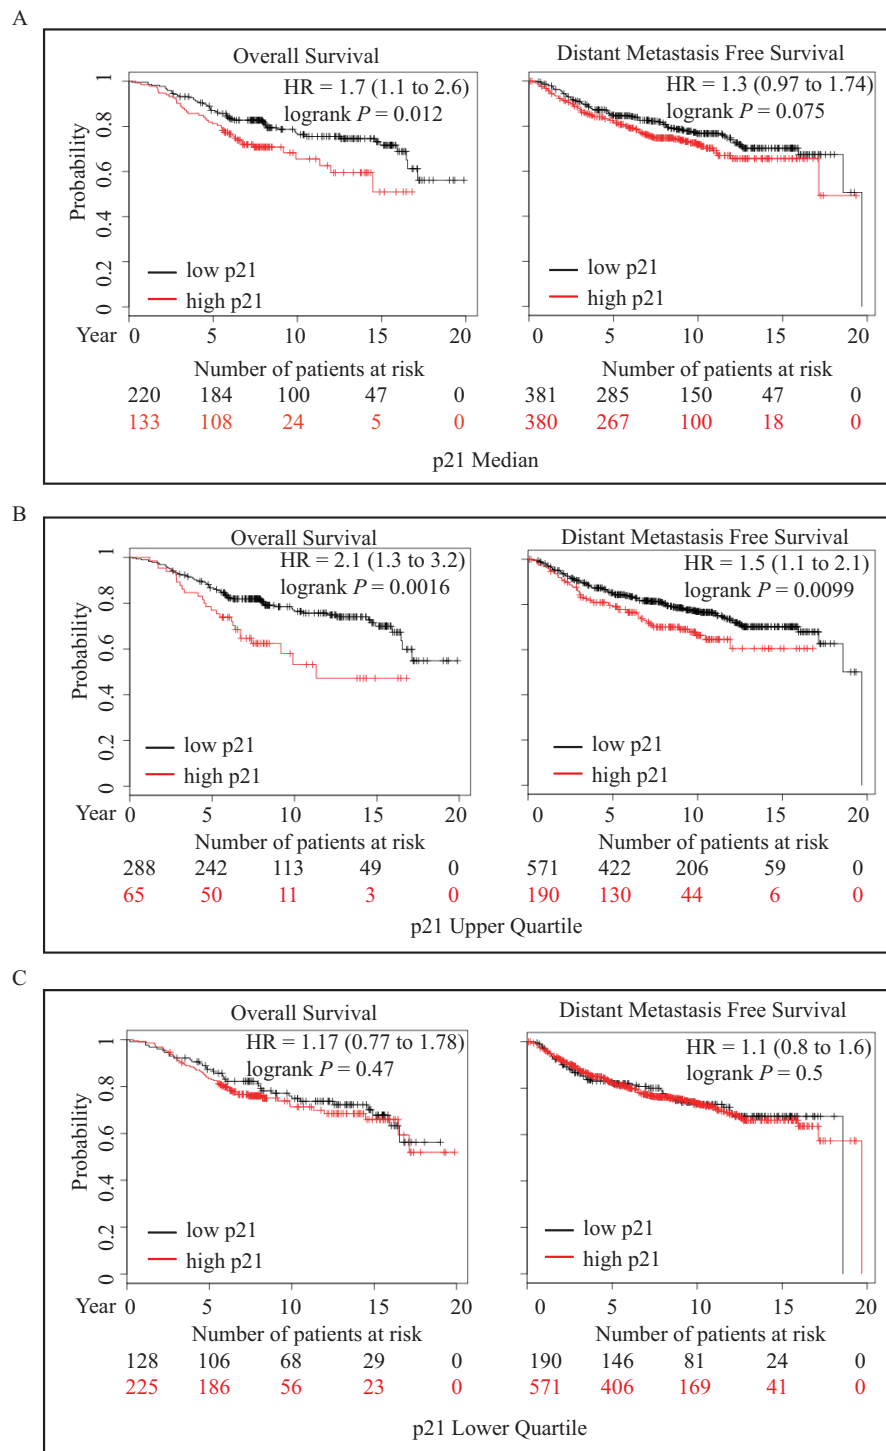 A
Overall Survival
HR = 1.7 (1.1 to 2.6)
logrank P = 0.012
Probability
1
0.8
0.6
0.4
0.2
0
low p21
high p21
Year
0 5 10 15 20
Distant Metastasis Free Survival
HR = 1.3 (0.97 to 1.74)
logrank P = 0.075
low p21
high p21
0 5 10 15 20
Number of patients at risk
220 184 100 47 0
133 108 24 5 0
Number of patients at risk
381 285 150 47 0
380 267 100 18 0
p21 Median
B
Overall Survival
HR = 2.1 (1.3 to 3.2)
logrank P = 0.0016
Probability
1
0.8
0.6
0.4
0.2
0
low p21
high p21
Year
0 5 10 15 20
Distant Metastasis Free Survival
HR = 1.5 (1.1 to 2.1)
logrank P = 0.0099
low p21
high p21
0 5 10 15 20
Number of patients at risk
288 242 113 49 0
65 50 11 3 0
Number of patients at risk
571 422 206 59 0
190 130 44 6 0
p21 Upper Quartile
C
Overall Survival
HR = 1.17 (0.77 to 1.78)
logrank P = 0.47
Probability
1
0.8
0.6
0.4
0.2
0
low p21
high p21
Year
0 5 10 15 20
Distant Metastasis Free Survival
HR = 1.1 (0.8 to 1.6)
logrank P = 0.5
low p21
high p21
0 5 10 15 20
Number of patients at risk
128 106 68 29 0
225 186 56 23 0
Number of patients at risk
190 146 81 24 0
571 406 169 41 0
p21 Lower Quartile